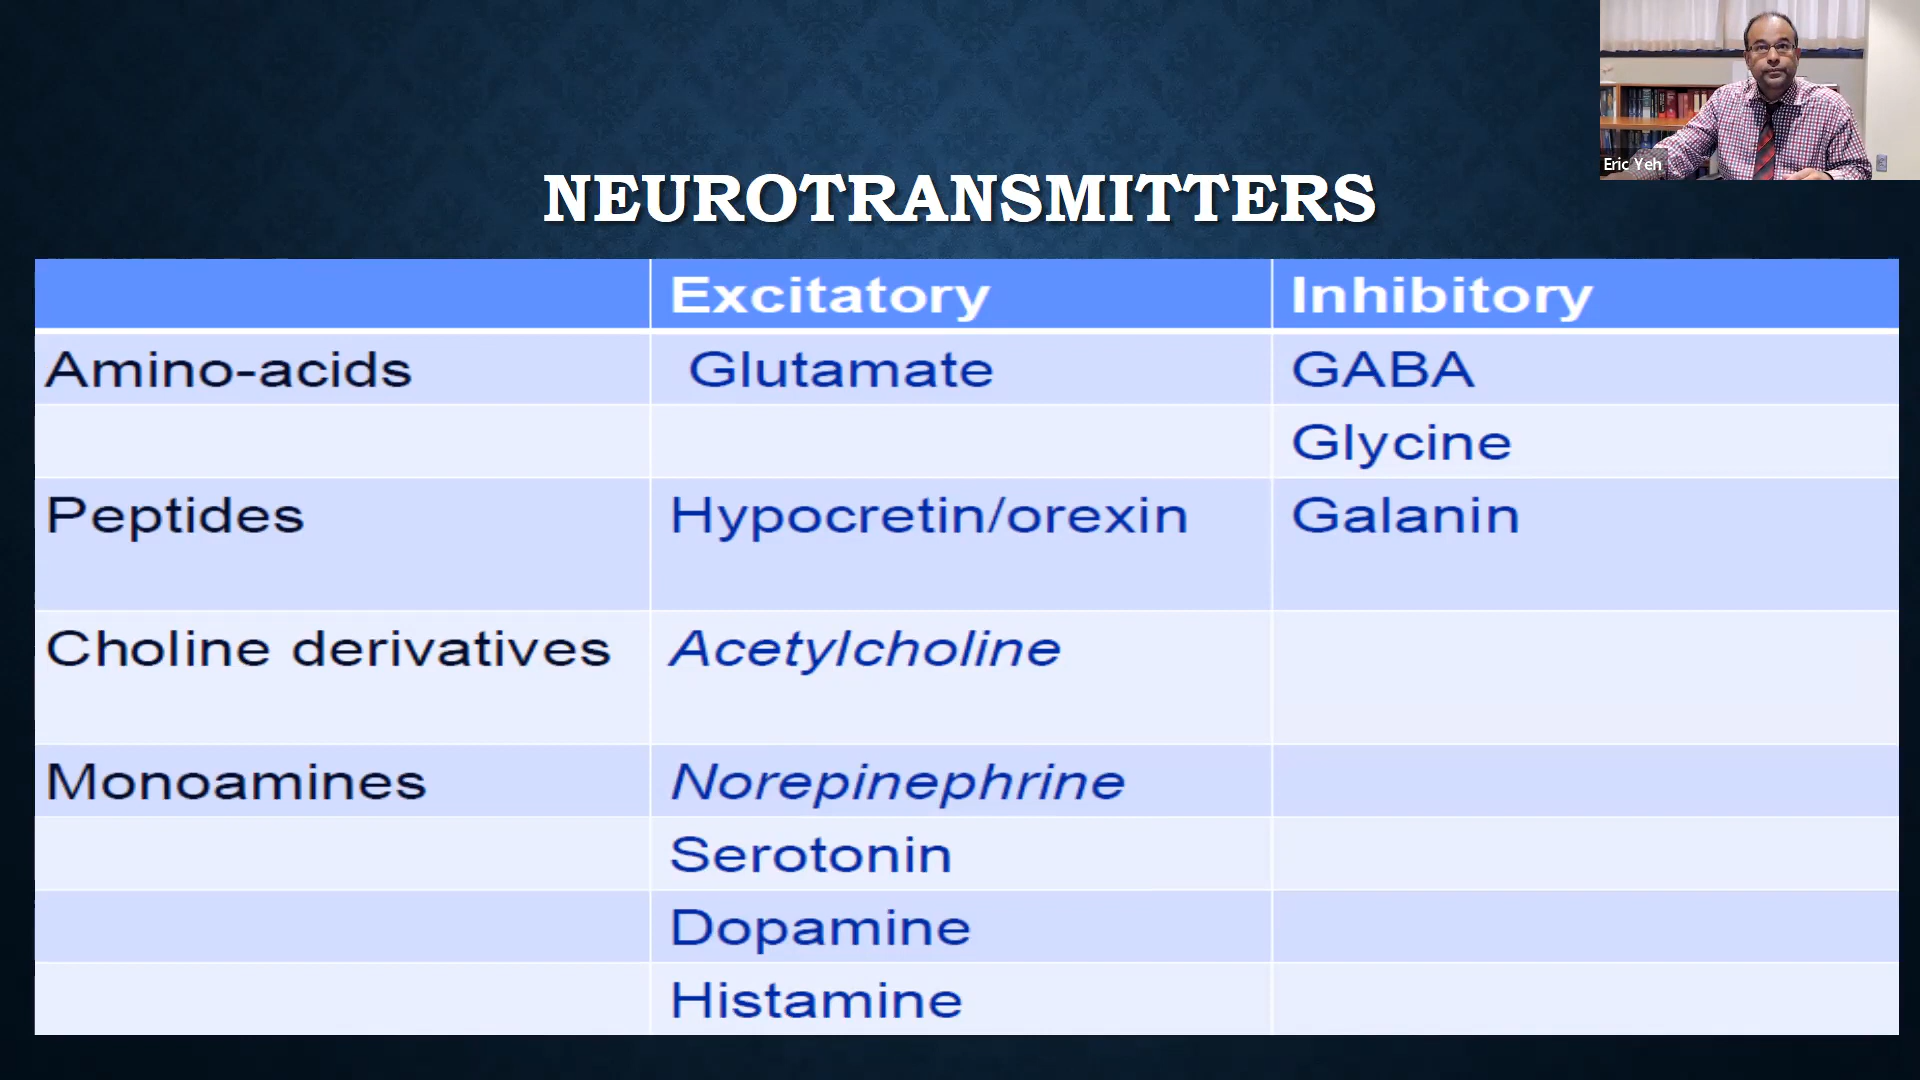 Eric Yeh
NEUROTRANSMITTERS
Excitatory Inhibitory
Amino-acids Glutamate GABA
Glycine
Peptides Hypocretin/orexin Galanin
Choline derivatives Acetylcholine
Monoamines Norepinephrine
Serotonin
Dopamine
Histamine